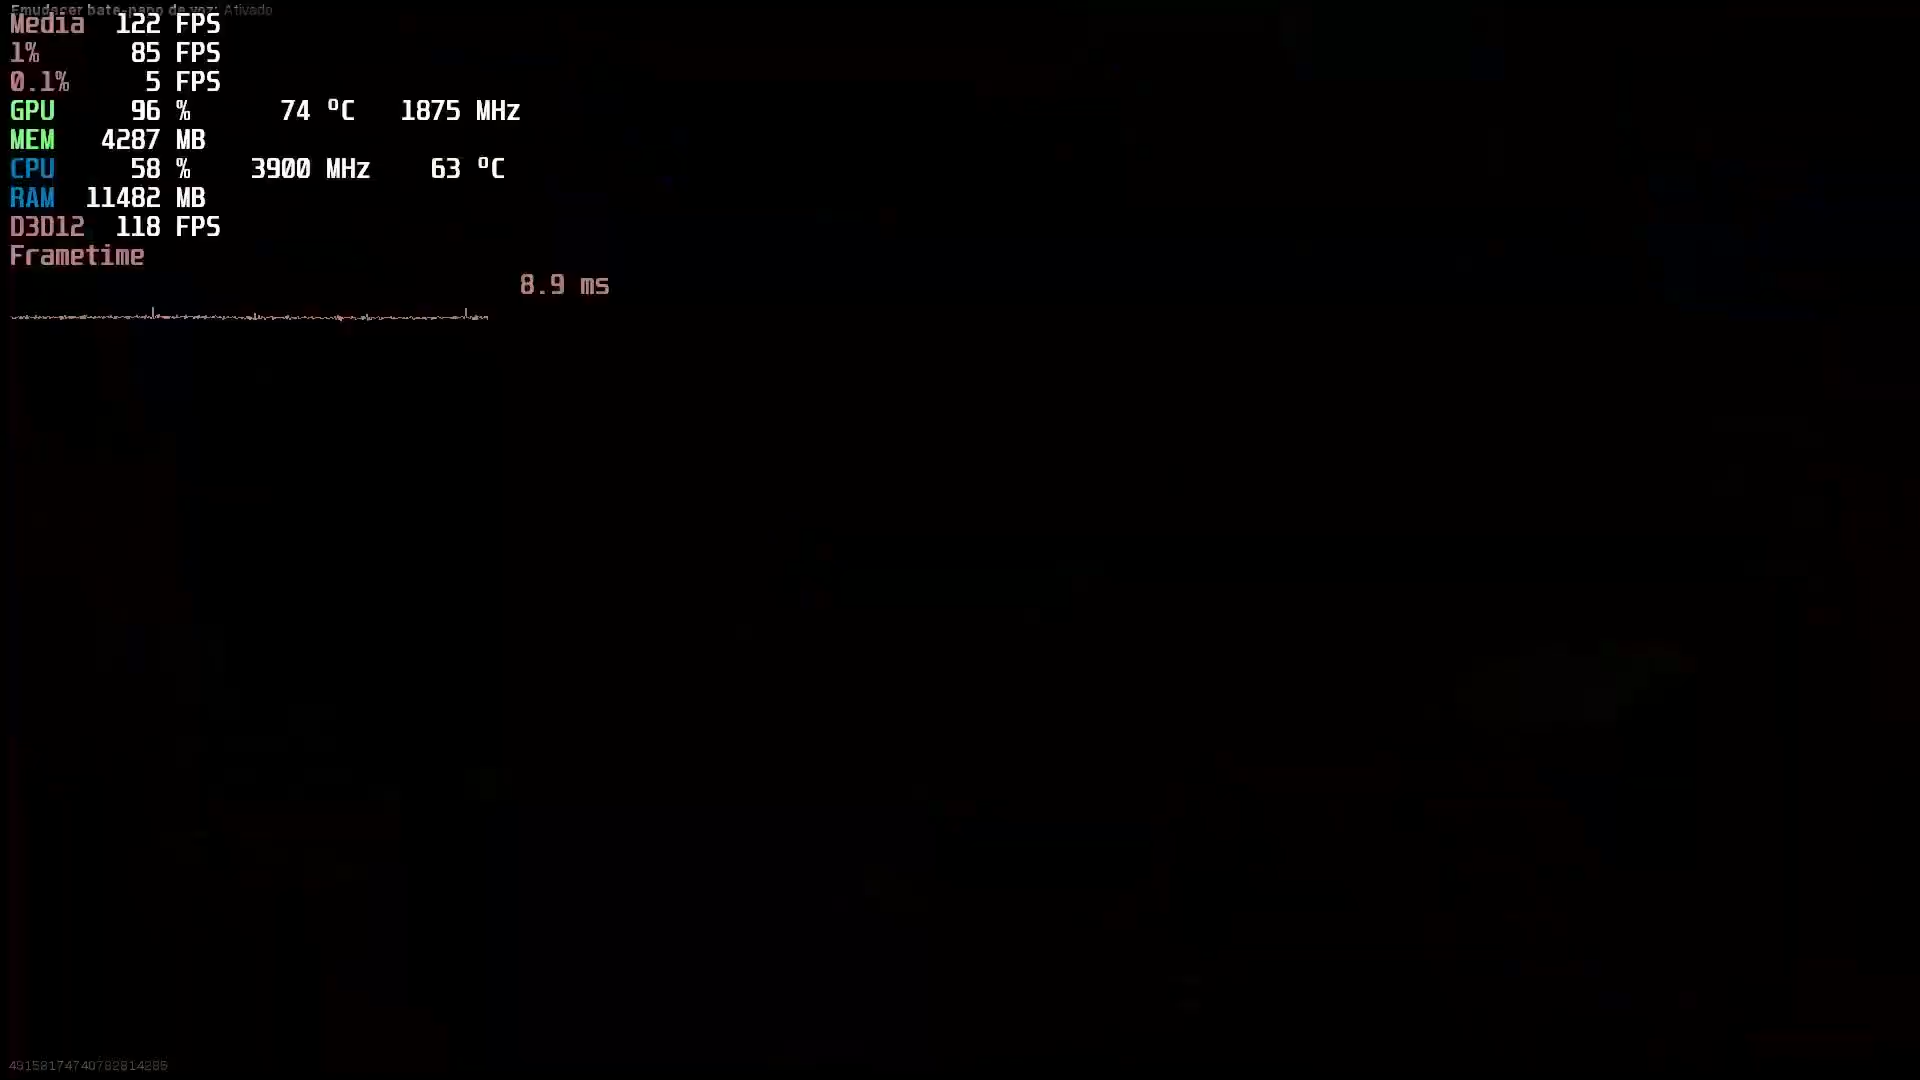 Emudecer bate-papo de voz: Ativado
Media 122 FPS
1% 85 FPS
0.1% 5 FPS
GPU 96 % 74 ºC 1875 MHz
MEM 4287 MB
CPU 58 % 3900 MHz 63 ºC
RAM 11482 MB
D3D12 118 FPS
Frametime
8.9 ms